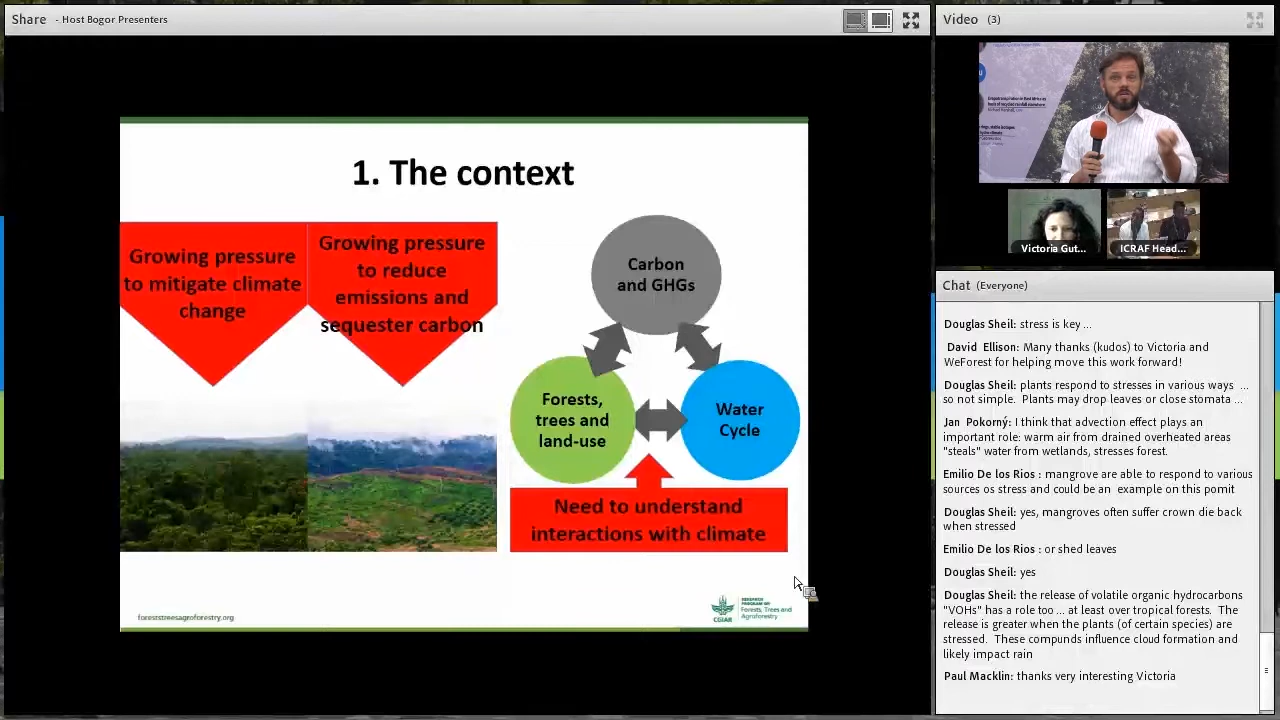 Share - Host Bogor Presenters
1. The context
Growing pressure
to mitigate climate
change
Growing pressure
to reduce
emissions and
sequester carbon
Carbon
and GHGs
Forests,
trees and
land-use
Water
Cycle
Need to understand
interactions with climate
foreststreesagroforestry.org
CGIAR
RESEARCH
PROGRAM ON
Forests, Trees and
Agroforestry
Video (3)
Victoria Gut...
ICRAF Head...
Chat (Everyone)
Douglas Sheil: stress is key ...
David Ellison: Many thanks (kudos) to Victoria and
WeForest for helping move this work forward!
Douglas Sheil: plants respond to stresses in various ways ...
so not simple. Plants may drop leaves or close stomata ...
Jan Pokorný: I think that advection effect plays an
important role: warm air from drained overheated areas
"steals" water from wetlands, stresses forest.
Emilio De los Rios : mangrove are able to respond to various
sources os stress and could be an example on this pomit
Douglas Sheil: yes, mangroves often suffer crown die back
when stressed
Emilio De los Rios : or shed leaves
Douglas Sheil: yes
Douglas Sheil: the release of volatile organic hydrocarbons
"VOHs" has a role too ... at least over tropical forests. The
release is greater when the plants (of certain species) are
stressed. These compunds influence cloud formation and
likely impact rain
Paul Macklin: thanks very interesting Victoria